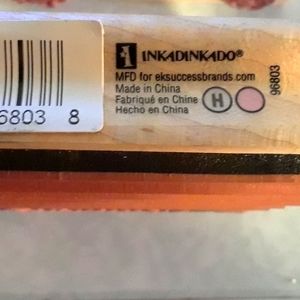 INKADINKADO®
MFD for eksuccessbrands.com
Made in China
Fabriqué en Chine
Hecho en China
H
96803
6803 8